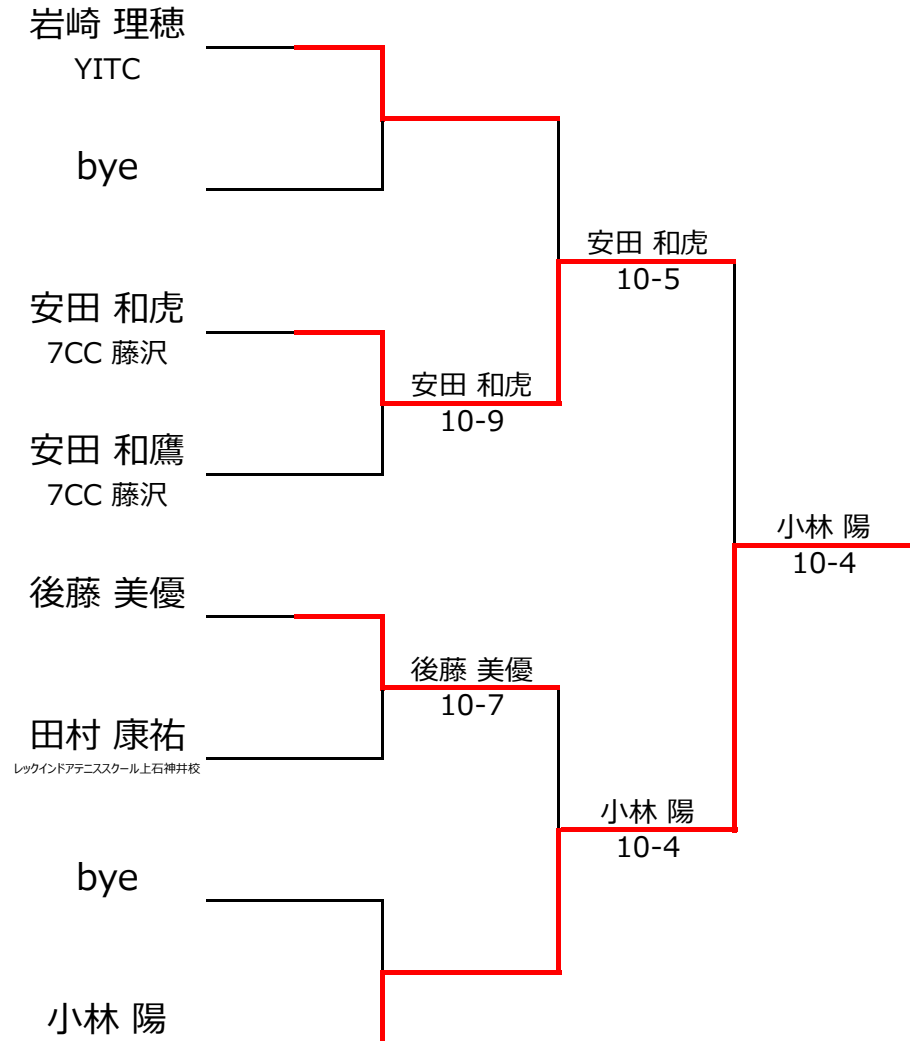 岩崎 理穂
YITC
bye
安田 和虎
10-5
安田 和虎
7CC 藤沢
安田 和虎
10-9
安田 和鷹
7CC 藤沢
小林 陽
10-4
後藤 美優
後藤 美優
10-7
田村 康祐
レックインドアテニススクール上石神井校
小林 陽
10-4
bye
小林 陽